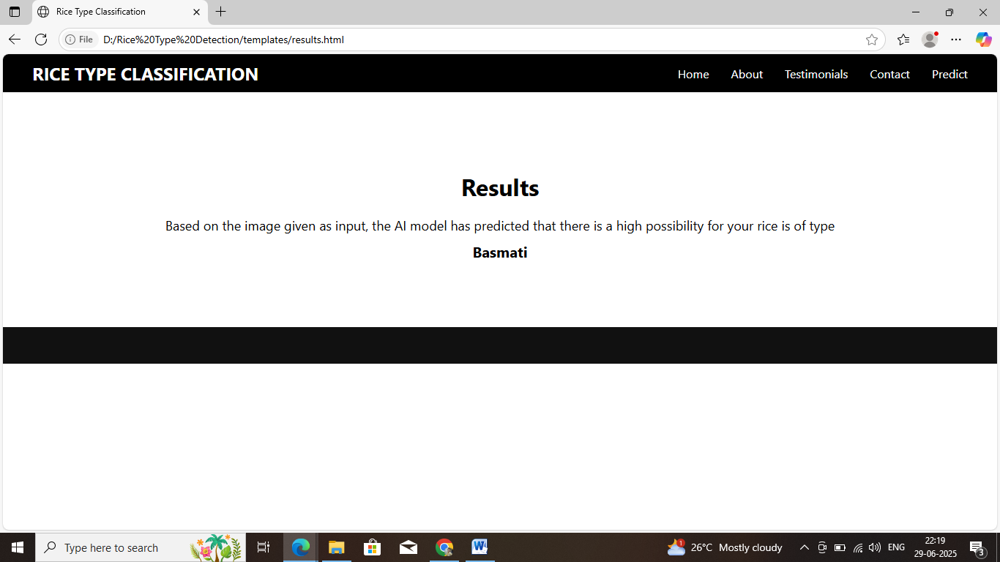 Rice Type Classification
File D:/Rice%20Type%20Detection/templates/results.html
RICE TYPE CLASSIFICATION Home About Testimonials Contact Predict
Results
Based on the image given as input, the AI model has predicted that there is a high possibility for your rice is of type
Basmati
Type here to search
1
26°C Mostly cloudy
ENG
22:19
29-06-2025
3